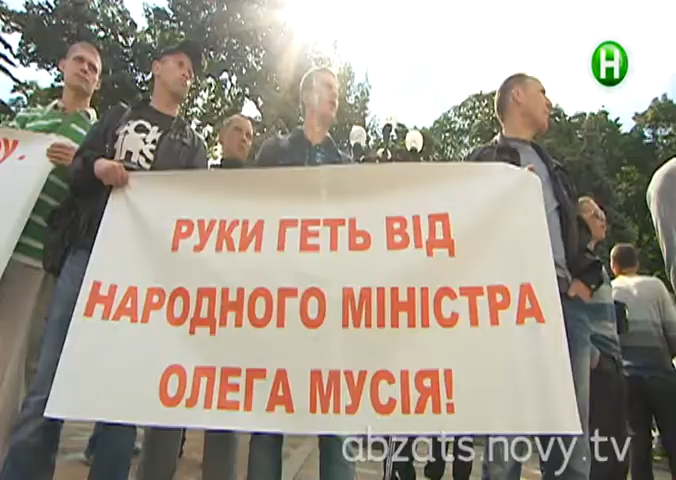 Н
У.
РУКИ ГЕТЬ ВІД
НАРОДНОГО МІНІСТРА
ОЛЕГА МУСІЯ!
abzats.novy.tv